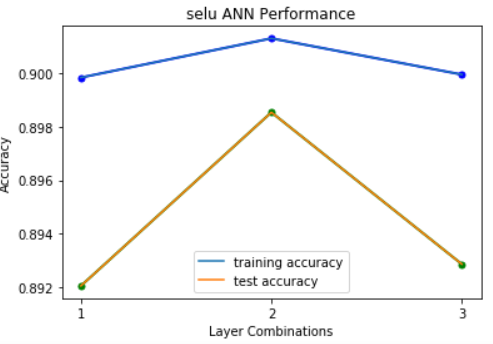 selu ANN Performance
Accuracy
0.900
0.898
0.896
0.894
0.892
training accuracy
test accuracy
1 2 3
Layer Combinations